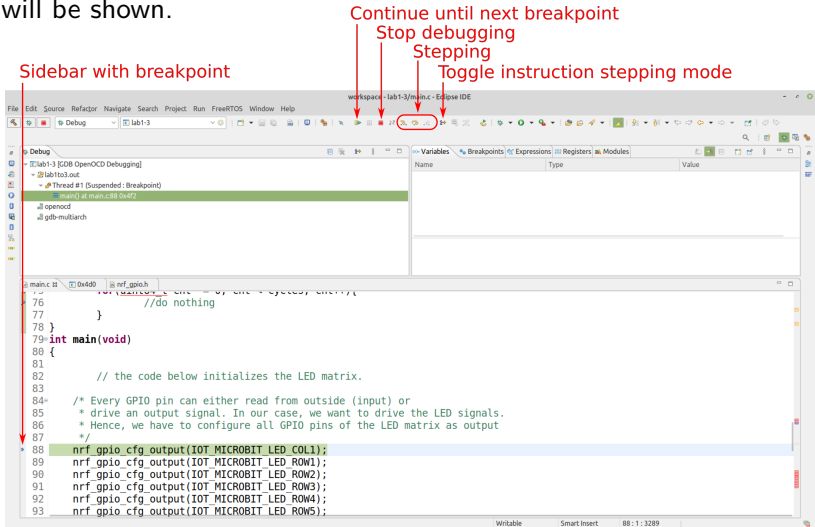 will be shown.
Continue until next breakpoint
Stop debugging
Stepping
Sidebar with breakpoint
Toggle instruction stepping mode
workspace - lab1-3/main.c - Eclipse IDE
File Edit Source Refactor Navigate Search Project Run FreeRTOS Window Help
Debug lab1-3
Debug
lab1-3 [GDB OpenOCD Debugging]
lab1to3.out
Thread #1 (Suspended : Breakpoint)
main() at main.c:88 0x4f2
openocd
gdb-multiarch
Variables Breakpoints Expressions Registers Modules
Name Type Value
main.c 0x4d0 nrf_gpio.h
76 //do nothing
77 }
78 }
79 int main(void)
80 {
81
82 // the code below initializes the LED matrix.
83
84 /* Every GPIO pin can either read from outside (input) or
85 * drive an output signal. In our case, we want to drive the LED signals.
86 * Hence, we have to configure all GPIO pins of the LED matrix as output
87 */
88 nrf_gpio_cfg_output(IOT_MICROBIT_LED_COL1);
89 nrf_gpio_cfg_output(IOT_MICROBIT_LED_ROW1);
90 nrf_gpio_cfg_output(IOT_MICROBIT_LED_ROW2);
91 nrf_gpio_cfg_output(IOT_MICROBIT_LED_ROW3);
92 nrf_gpio_cfg_output(IOT_MICROBIT_LED_ROW4);
93 nrf_gpio_cfg_output(IOT_MICROBIT_LED_ROW5);
Writable Smart Insert 88 : 1 : 3289